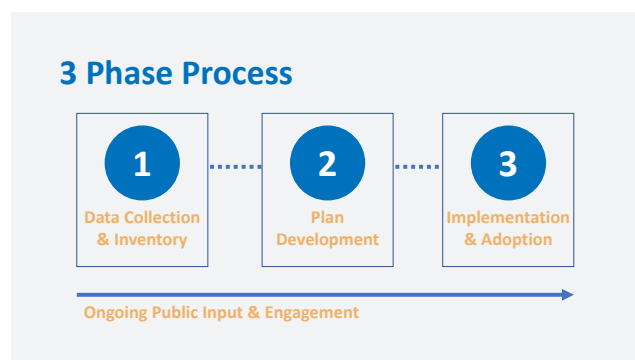 3 Phase Process
1
2
3
Data Collection
& Inventory
Plan
Development
Implementation
& Adoption
Ongoing Public Input & Engagement